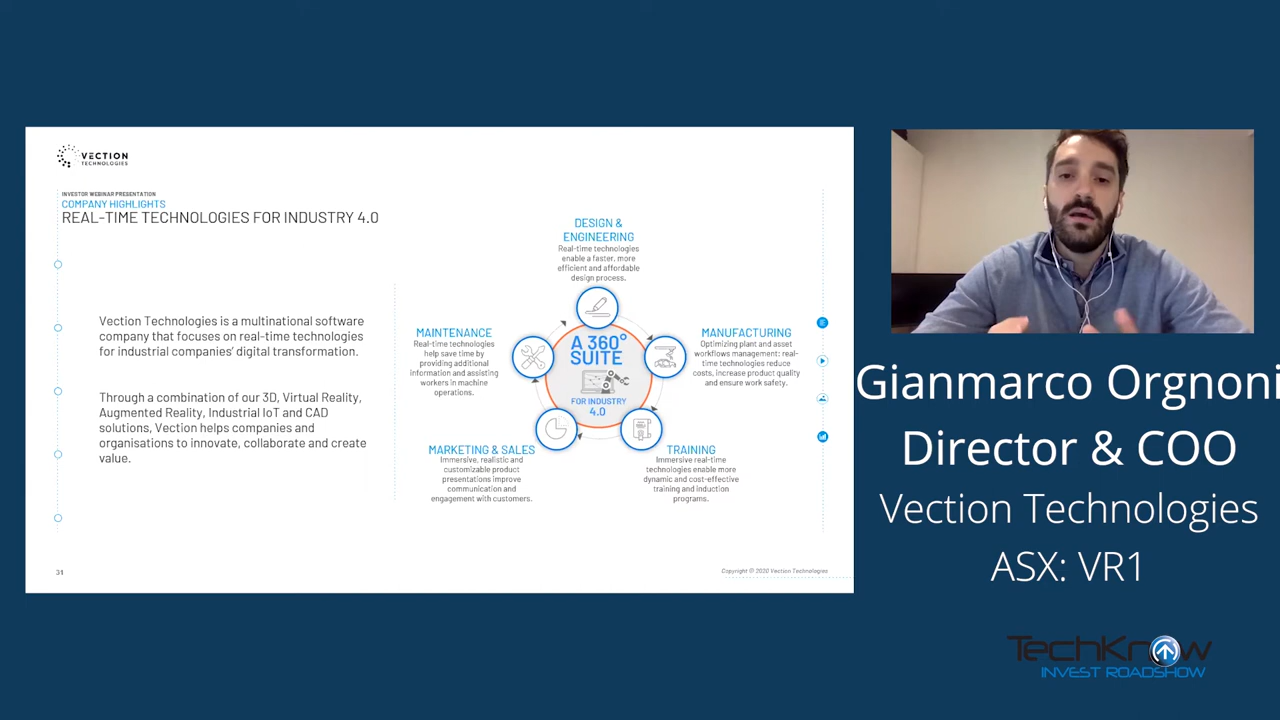 VECTION
TECHNOLOGIES
INVESTOR WEBINAR PRESENTATION
COMPANY HIGHLIGHTS
REAL-TIME TECHNOLOGIES FOR INDUSTRY 4.0
Vection Technologies is a multinational software
company that focuses on real-time technologies
for industrial companies' digital transformation.
Through a combination of our 3D, Virtual Reality,
Augmented Reality, Industrial IoT and CAD
solutions, Vection helps companies and
organisations to innovate, collaborate and create
value.
DESIGN &
ENGINEERING
Real-time technologies
enable a faster, more
efficient and affordable
design process.
MAINTENANCE
Real-time technologies
help save time by
providing additional
information and assisting
workers in machine
operations.
A 360°
SUITE
FOR INDUSTRY
4.0
MANUFACTURING
Optimizing plant and asset
workflows management: real-
time technologies reduce
costs, increase product quality
and ensure work safety.
MARKETING & SALES
Immersive, realistic and
customizable product
presentations improve
communication and
engagement with customers.
TRAINING
Immersive real-time
technologies enable more
dynamic and cost-effective
training and induction
programs.
31
Copyright © 2020 Vection Technologies
Gianmarco Orgnoni
Director & COO
Vection Technologies
ASX: VR1
TechKnow
INVEST ROADSHOW